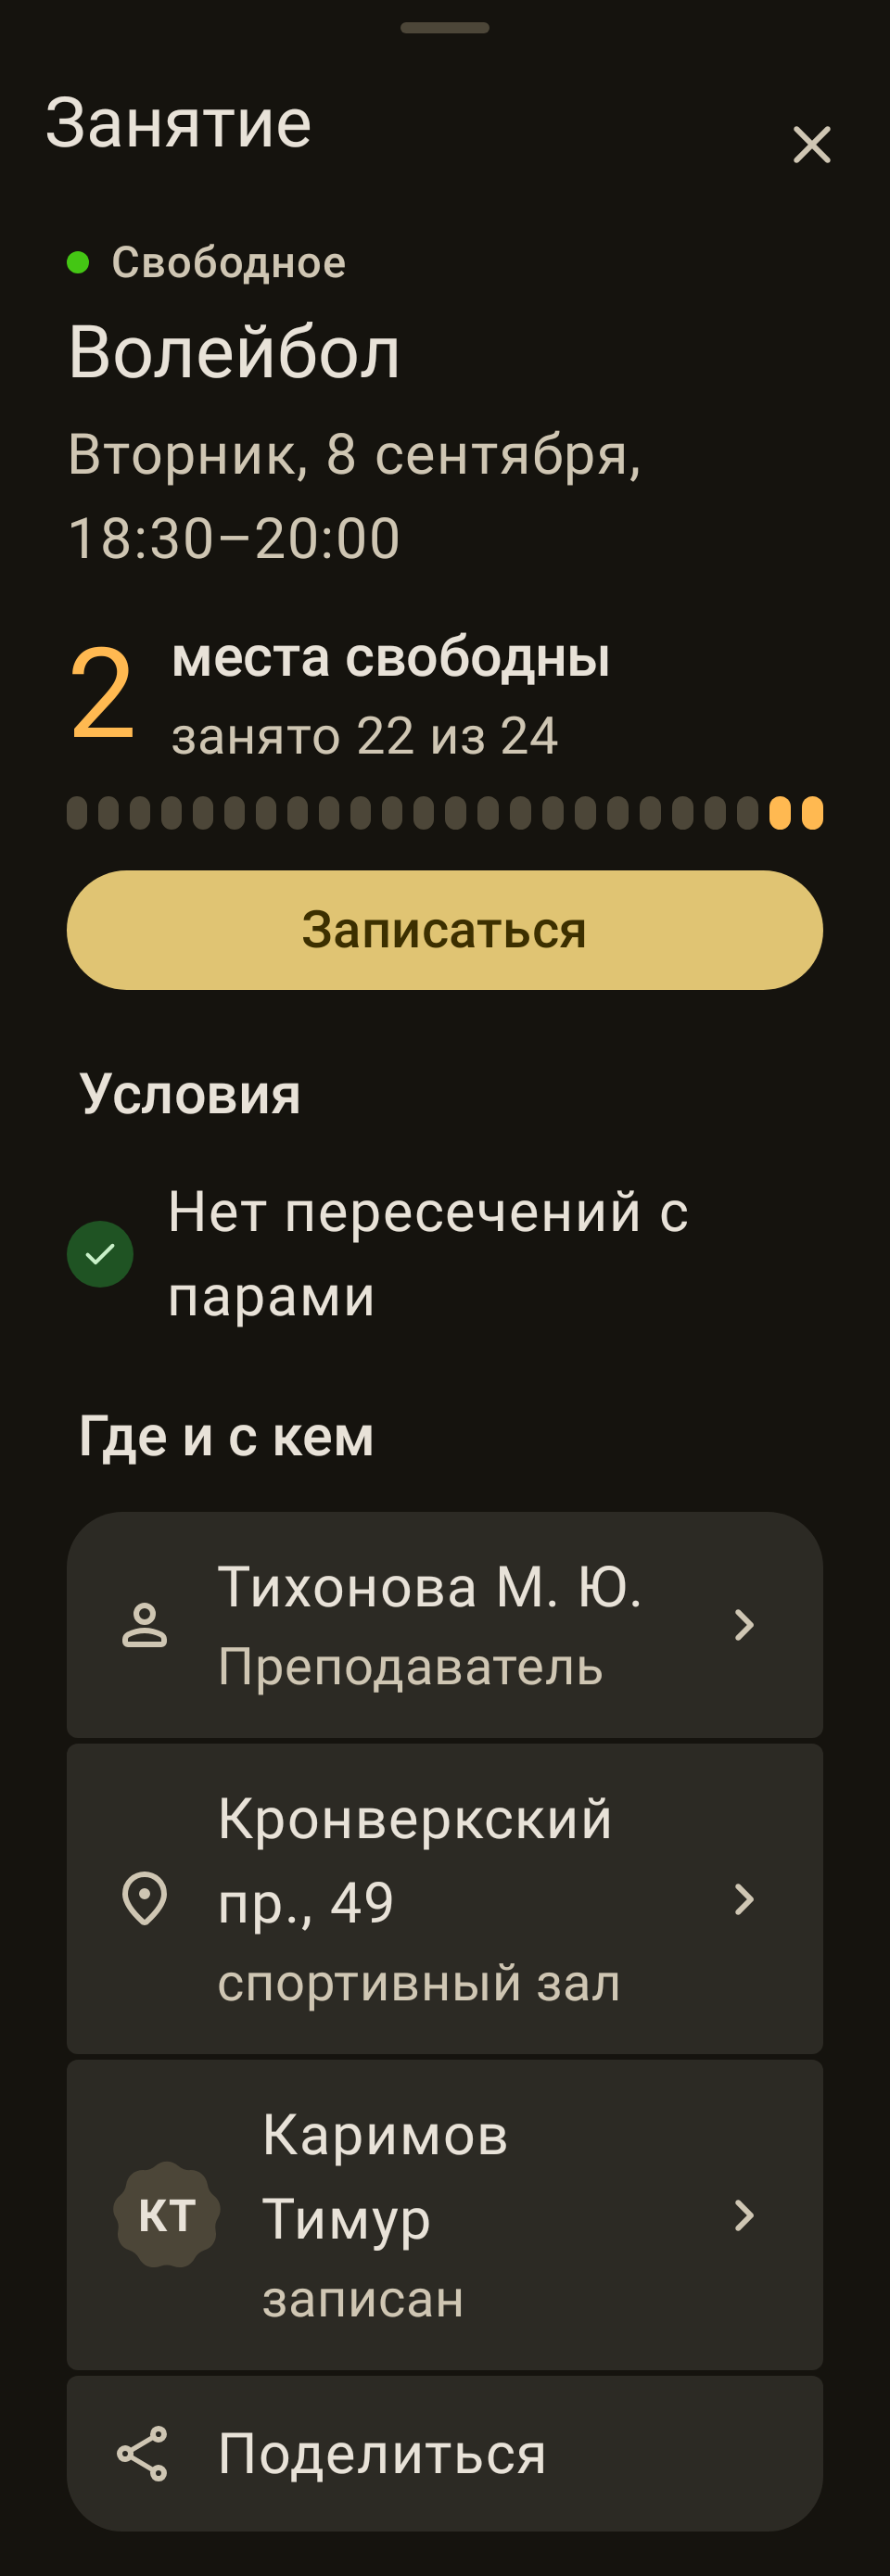 Занятие
Свободное
Волейбол
Вторник, 8 сентября,
18:30–20:00
2
места свободны
занято 22 из 24
Записаться
Условия
Нет пересечений с
парами
Где и с кем
Тихонова М. Ю.
Преподаватель
Кронверкский
пр., 49
спортивный зал
КТ
Каримов
Тимур
записан
Поделиться